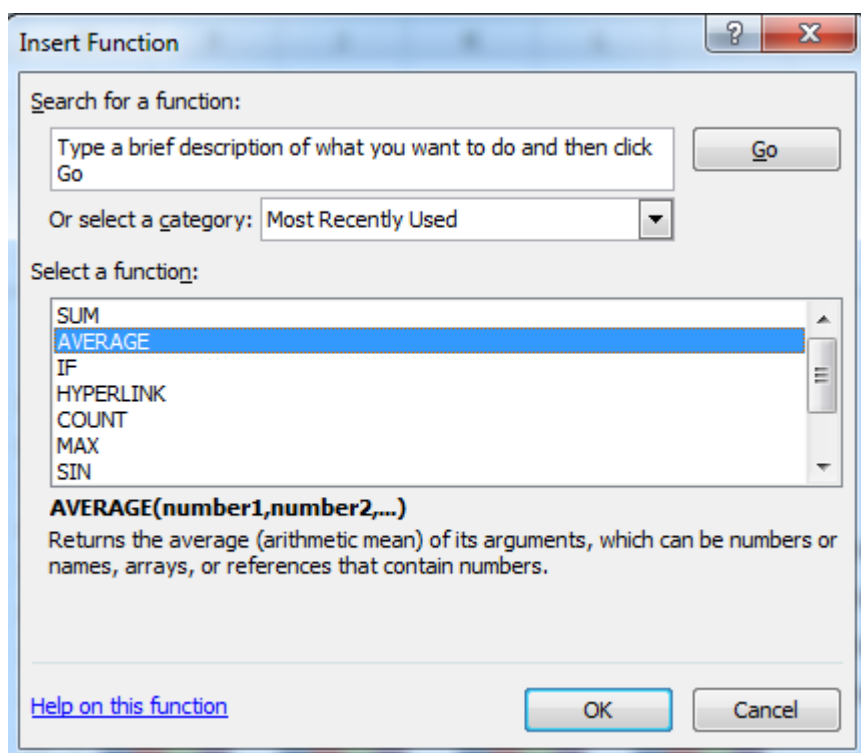 Insert Function
Search for a function:
Type a brief description of what you want to do and then click
Go
Go
Or select a category: Most Recently Used
Select a function:
SUM
AVERAGE
IF
HYPERLINK
COUNT
MAX
SIN
AVERAGE(number1,number2,...)
Returns the average (arithmetic mean) of its arguments, which can be numbers or
names, arrays, or references that contain numbers.
Help on this function
OK
Cancel